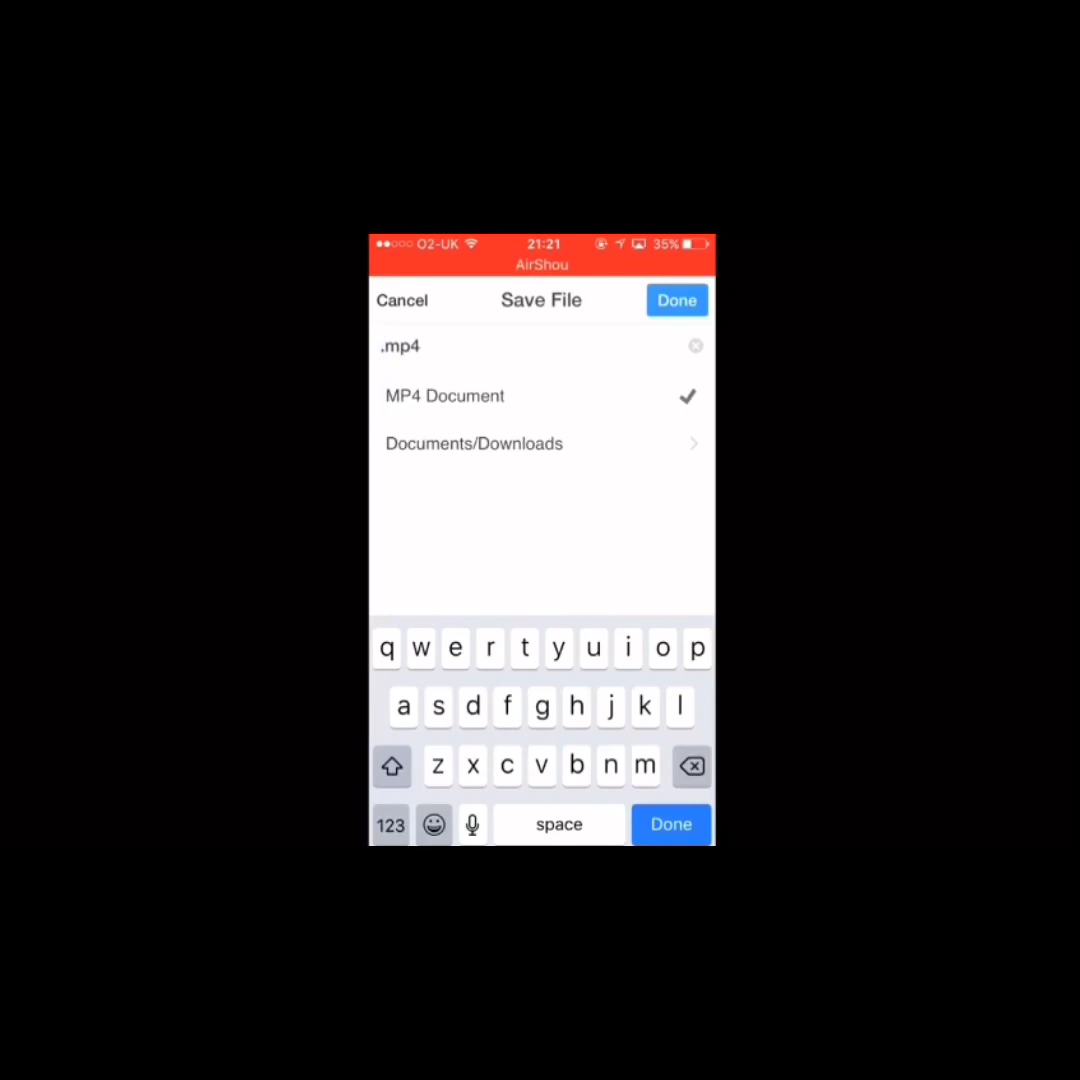 O2-UK 21:21 35%
AirShou
Cancel Save File Done
.mp4
MP4 Document
Documents/Downloads
q w e r t y u i o p
a s d f g h j k l
z x c v b n m
123 space Done